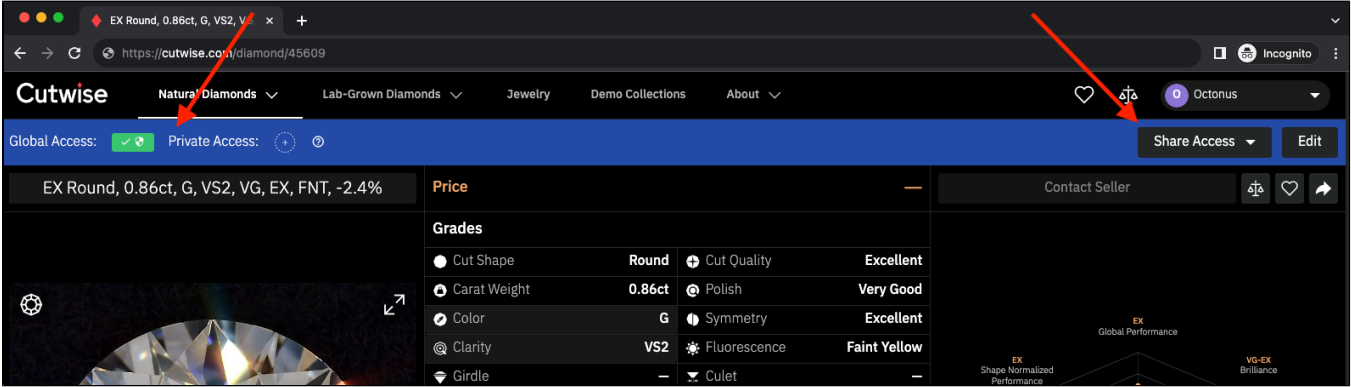 EX Round, 0.86ct, G, VS2, VG
https://cutwise.com/diamond/45609
Incognito
Cutwise
Natural Diamonds
Lab-Grown Diamonds
Jewelry
Demo Collections
About
O Octonus
Global Access:
Private Access:
Share Access
Edit
EX Round, 0.86ct, G, VS2, VG, EX, FNT, -2.4%
Price —
Contact Seller
Grades
Cut Shape Round
Cut Quality Excellent
Carat Weight 0.86ct
Polish Very Good
Color G
Symmetry Excellent
Clarity VS2
Fluorescence Faint Yellow
Girdle –
Culet –
EX
Global Performance
EX
Shape Normalized
Performance
VG-EX
Brilliance